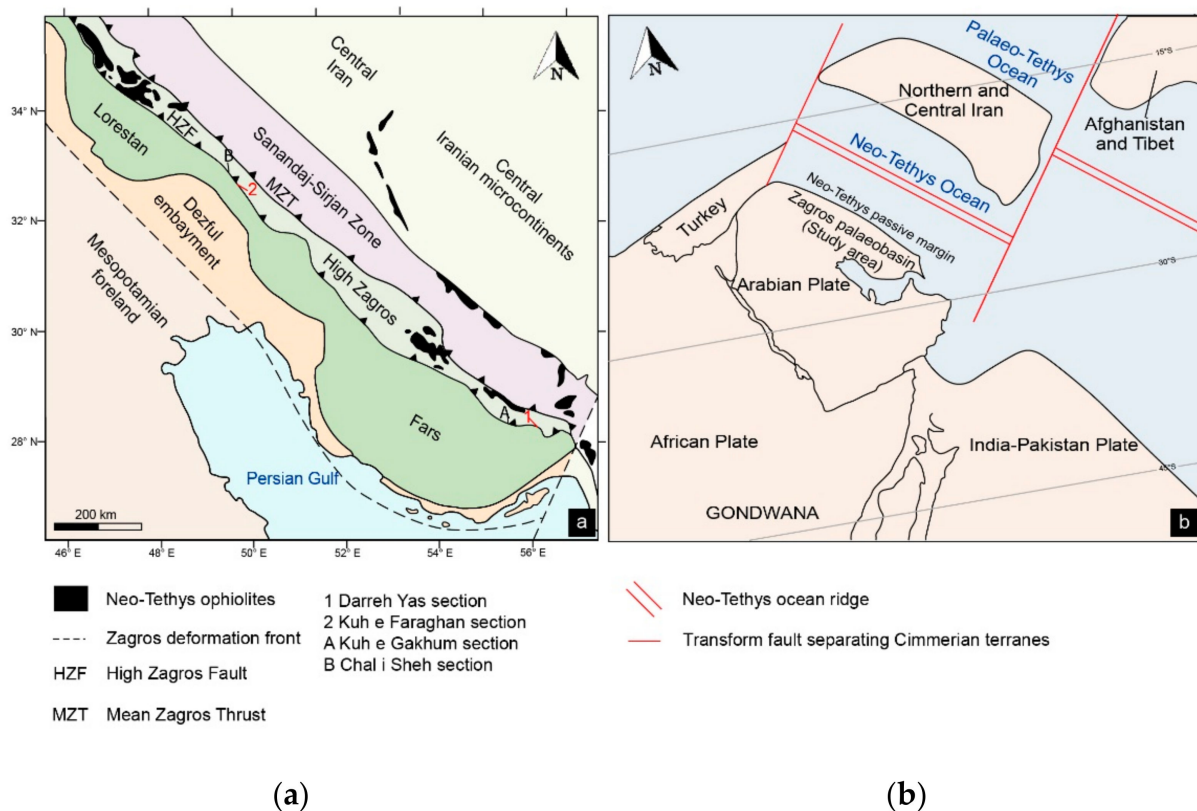 N
34° N
32° N
30° N
28° N
46° E
48° E
50° E
52° E
54° E
56° E
Central
Iran
Central
Iranian microcontinents
Sanandaj-Sirjan Zone
Lorestan
HZF
B
2
MZT
Dezful
embayment
High Zagros
Mesopotamian
foreland
Fars
A
1
Persian Gulf
200 km
a
N
Palaeo-Tethys
Ocean
15°S
Northern and
Central Iran
Afghanistan
and Tibet
Neo-Tethys Ocean
Neo-Tethys passive margin
Zagros palaeobasin
(Study area)
Turkey
Arabian Plate
30°S
African Plate
India-Pakistan Plate
45°S
GONDWANA
b
Neo-Tethys ophiolites
Zagros deformation front
HZF High Zagros Fault
MZT Mean Zagros Thrust
1 Darreh Yas section
2 Kuh e Faraghan section
A Kuh e Gakhum section
B Chal i Sheh section
Neo-Tethys ocean ridge
Transform fault separating Cimmerian terranes
(a)
(b)